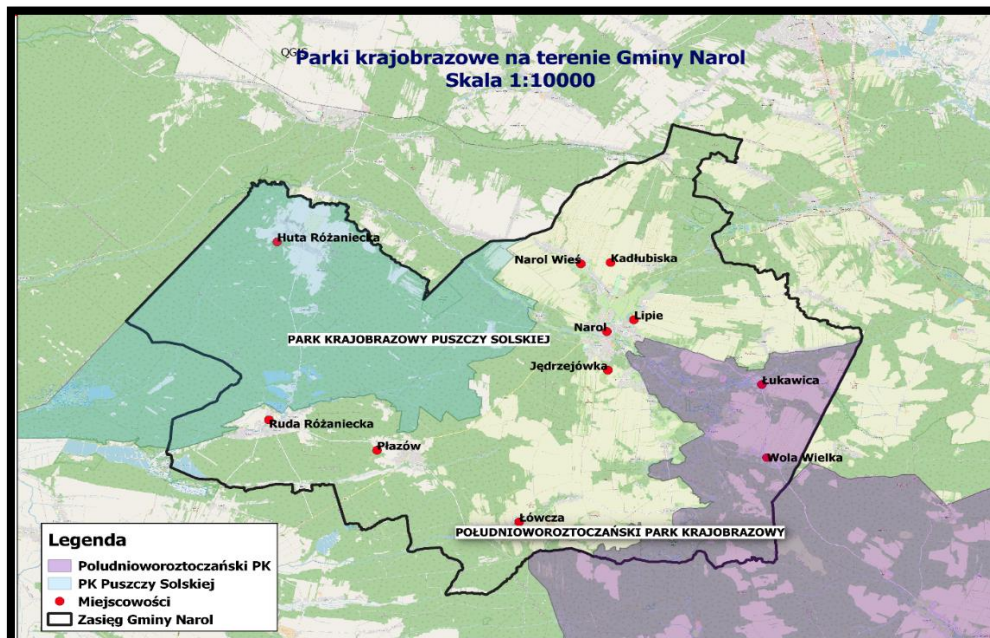 QGIS
Parki krajobrazowe na terenie Gminy Narol
Skala 1:10000
Huta Różaniecka
Narol Wieś
Kadłubiska
Lipie
Narol
PARK KRAJOBRAZOWY PUSZCZY SOLSKIEJ
Jędrzejówka
Łukawica
Ruda Różaniecka
Płazów
Wola Wielka
Łówcza
POŁUDNIOWOROZTOCZAŃSKI PARK KRAJOBRAZOWY
Legenda
Południoworoztoczański PK
PK Puszczy Solskiej
Miejscowości
Zasięg Gminy Narol